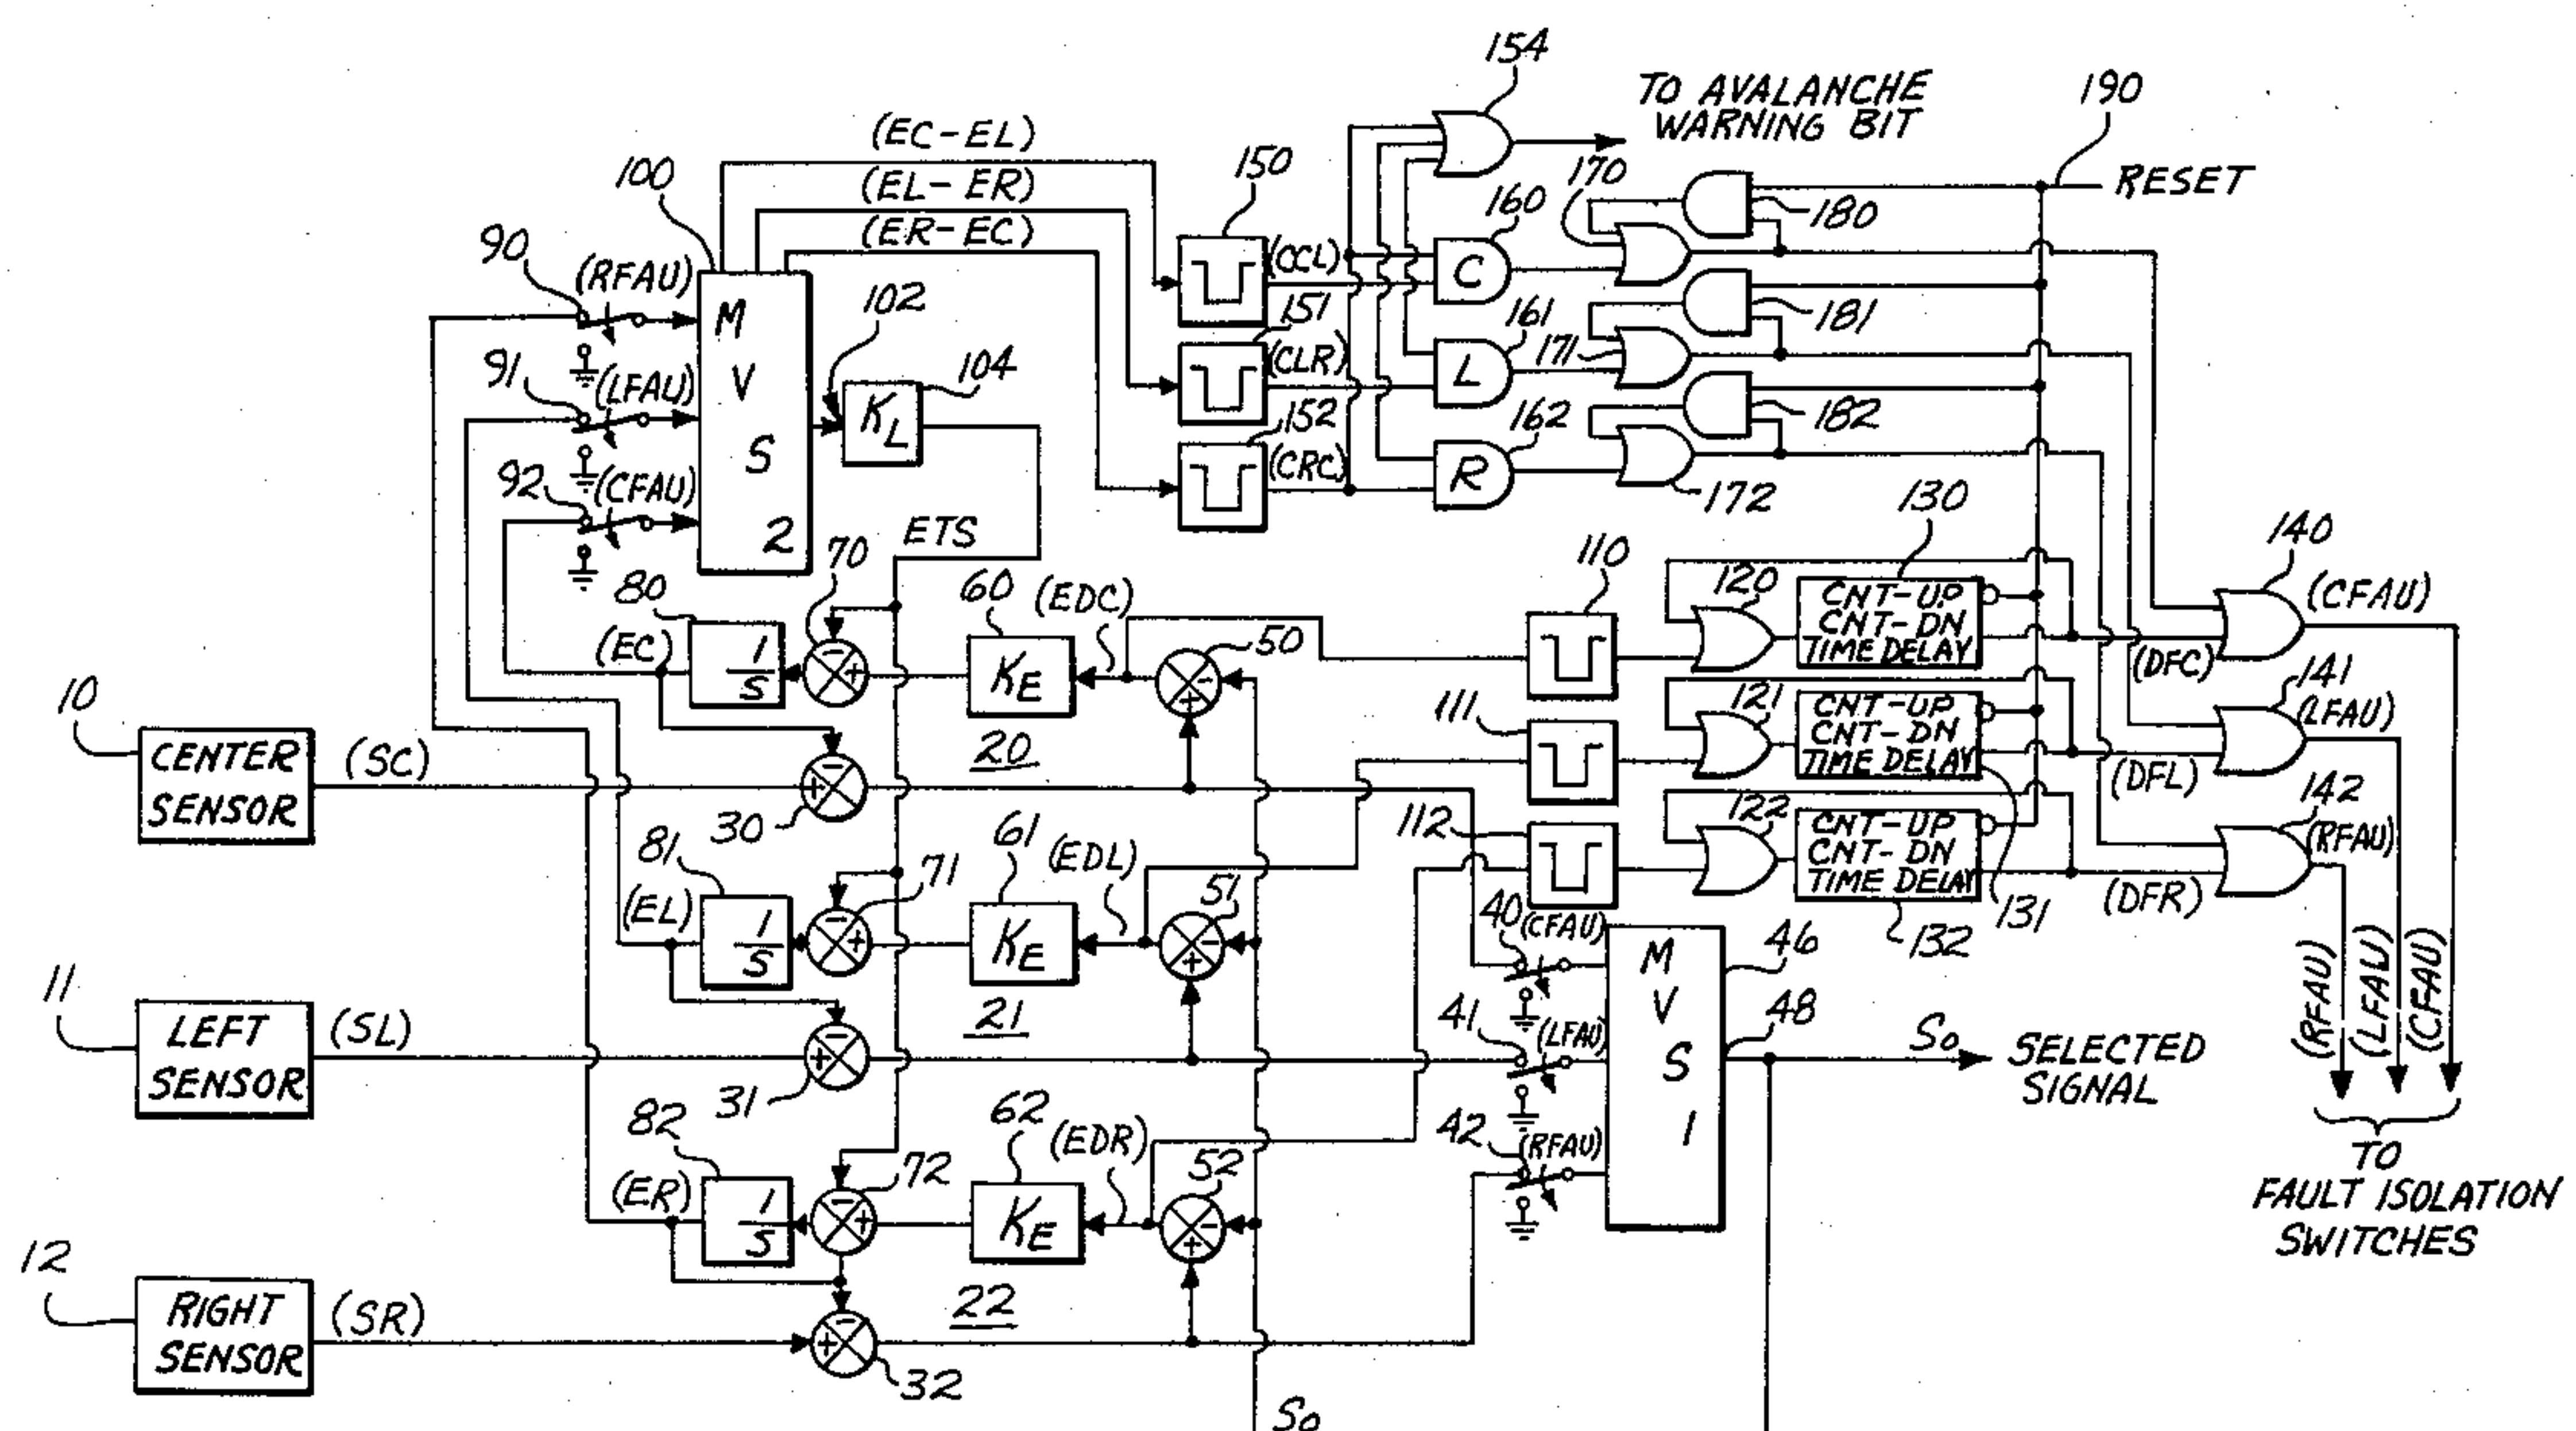 154
TO AVALANCHE
WARNING BIT
190
RESET
(EC-EL)
(EL-ER)
(ER-EC)
100
150
160
170
180
90
(RFAU)
M
V
S
2
102
104
K_L
(CCL)
C
151
(CLR)
161
171
181
L
91
(LFAU)
152
(CRC)
162
182
R
172
92
(CFAU)
ETS
70
80
1/S
(EC)
60
K_E
(EDC)
50
110
120
130
CNT-UP
CNT-DN
TIME DELAY
(DFC)
140
(CFAU)
10
CENTER
SENSOR
(SC)
30
20
111
121
CNT-UP
CNT-DN
TIME DELAY
131
(DFL)
141
(LFAU)
112
122
CNT-UP
CNT-DN
TIME DELAY
132
(DFR)
142
(RFAU)
81
1/S
(EL)
71
61
K_E
(EDL)
51
40
(CFAU)
M
V
S
1
46
48
11
LEFT
SENSOR
(SL)
31
21
41
(LFAU)
So
SELECTED
SIGNAL
(RFAU)
(LFAU)
(CFAU)
TO
FAULT ISOLATION
SWITCHES
82
1/S
(ER)
72
62
K_E
(EDR)
52
42
(RFAU)
12
RIGHT
SENSOR
(SR)
32
22
So